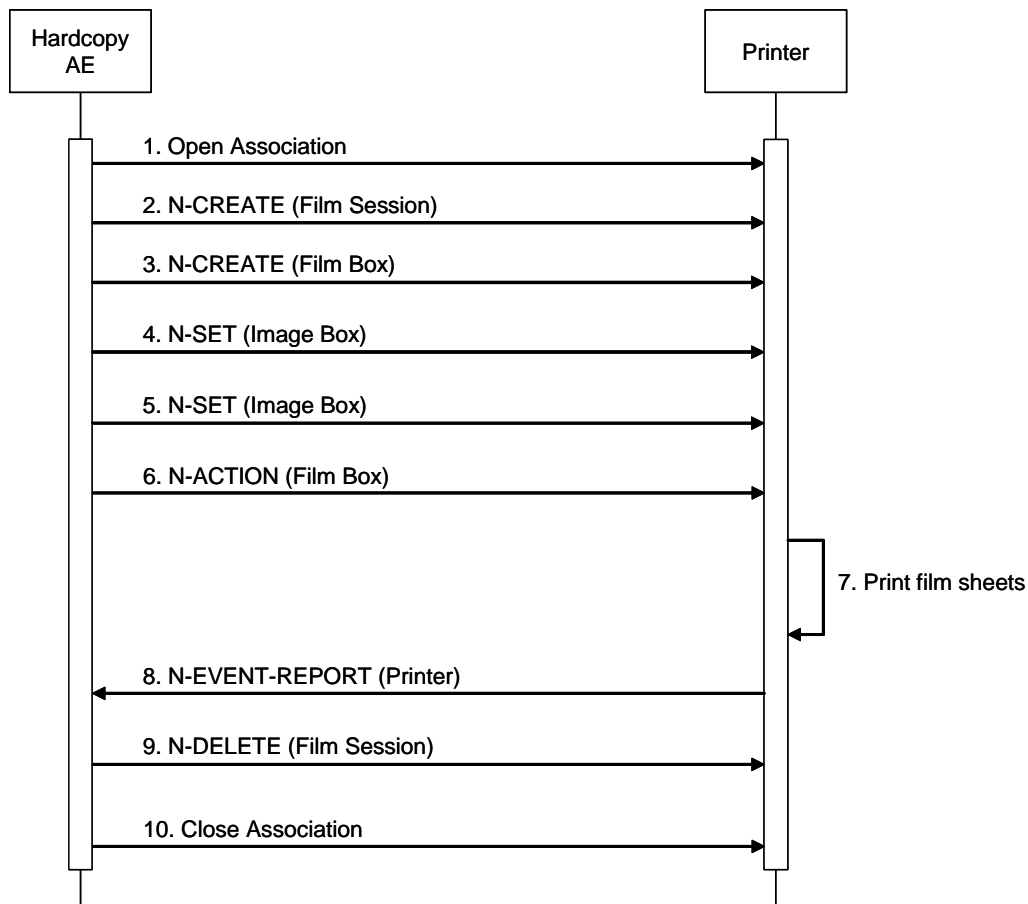 Hardcopy
AE
Printer
1. Open Association
2. N-CREATE (Film Session)
3. N-CREATE (Film Box)
4. N-SET (Image Box)
5. N-SET (Image Box)
6. N-ACTION (Film Box)
7. Print film sheets
8. N-EVENT-REPORT (Printer)
9. N-DELETE (Film Session)
10. Close Association